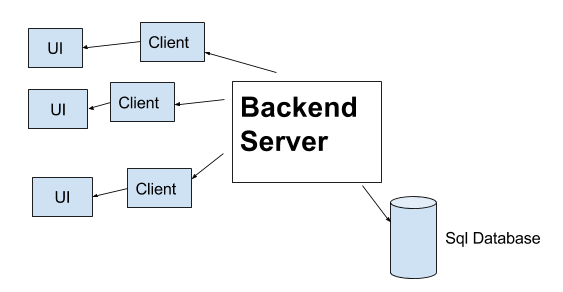 UI
Client
UI
Client
Backend
Server
UI
Client
Sql Database